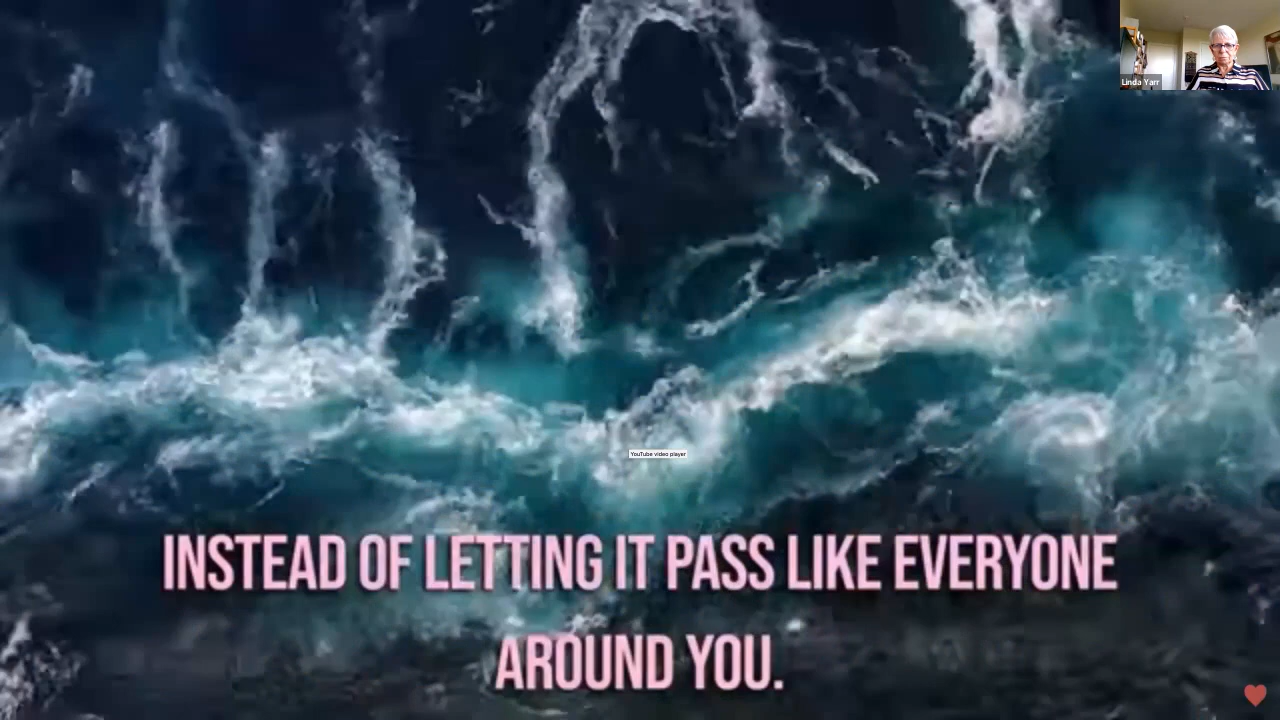 Linda Yarr
YouTube video player
INSTEAD OF LETTING IT PASS LIKE EVERYONE
AROUND YOU.